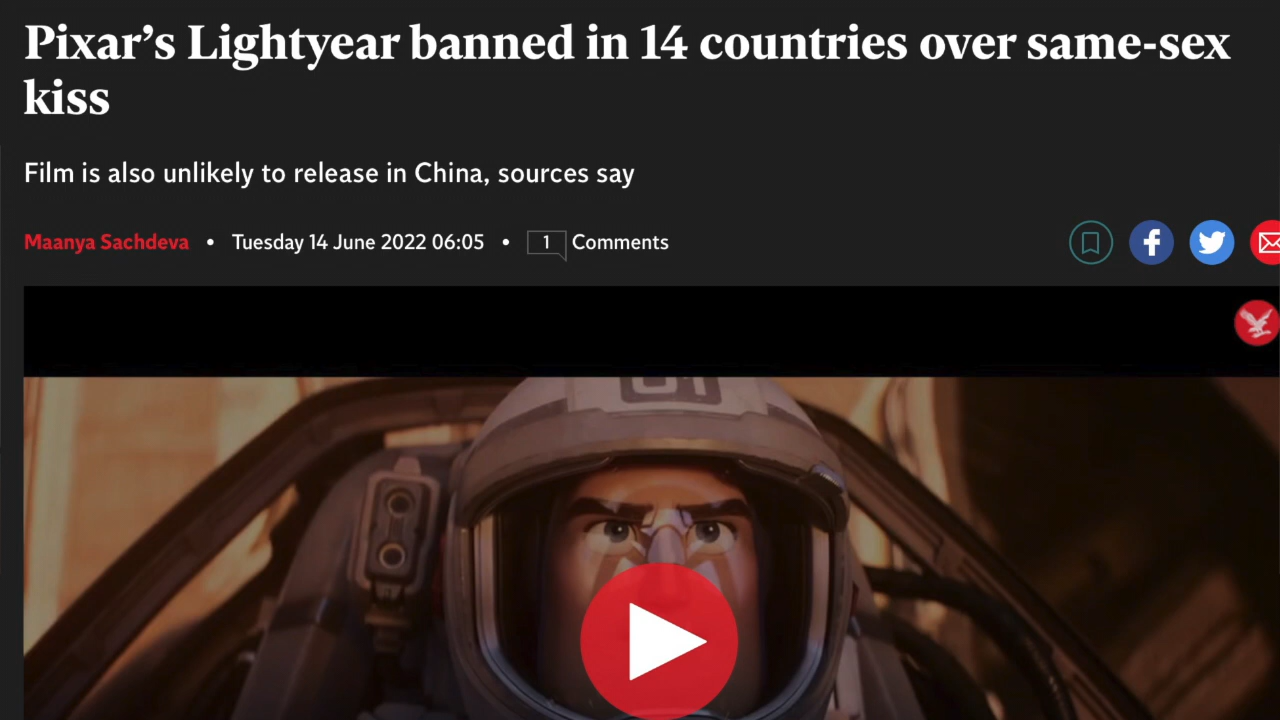 Pixar’s Lightyear banned in 14 countries over same-sex
kiss
Film is also unlikely to release in China, sources say
Maanya Sachdeva • Tuesday 14 June 2022 06:05 • 1 Comments